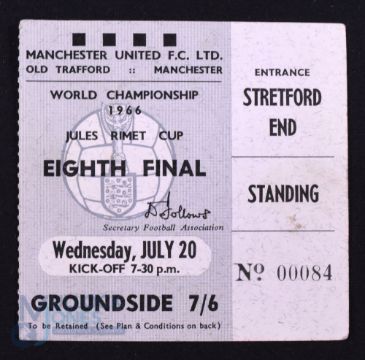 MANCHESTER UNITED F.C. LTD.
OLD TRAFFORD :: MANCHESTER
WORLD CHAMPIONSHIP
1966
JULES RIMET CUP
EIGHTH FINAL
D Follows
Secretary Football Association
Wednesday, JULY 20
KICK-OFF 7-30 p.m.
GROUNDSIDE 7/6
To be Retained (See Plan & Conditions on back)
ENTRANCE
STRETFORD
END
STANDING
No 00084